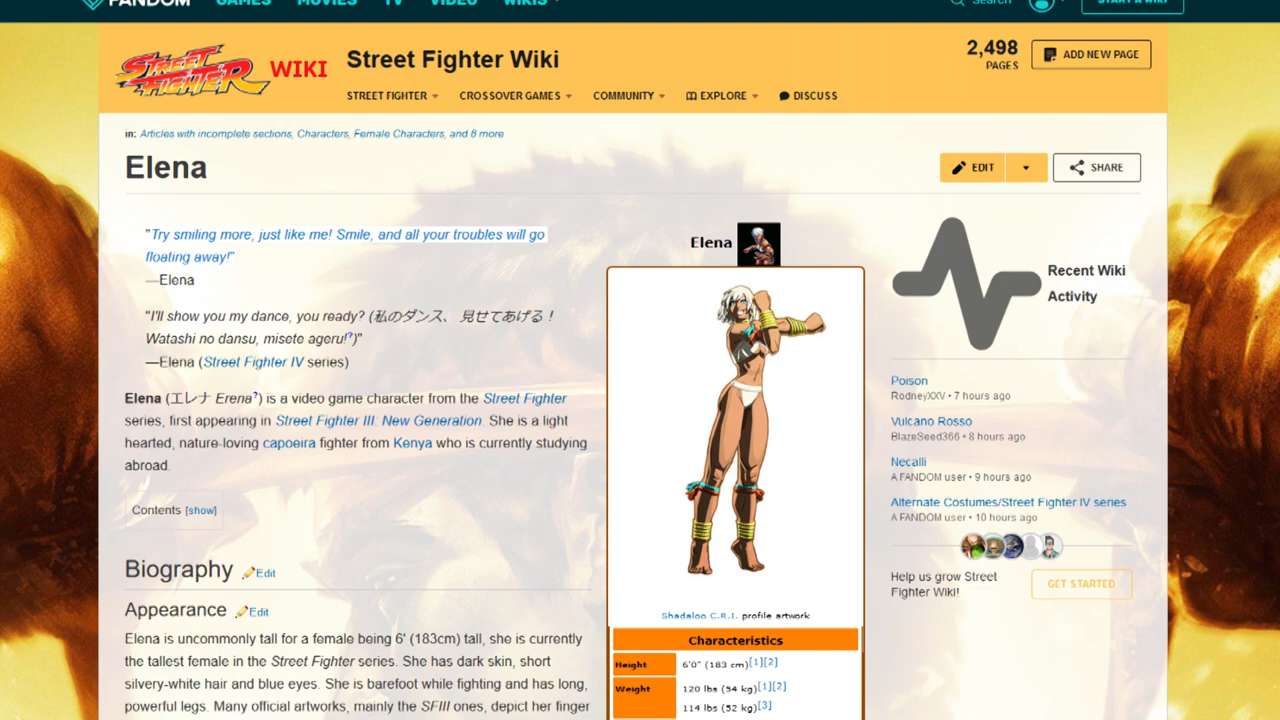 FANDOM GAMES MOVIES TV VIDEO WIKIS Search START A WIKI
STREET FIGHTER WIKI
Street Fighter Wiki
2,498
PAGES
ADD NEW PAGE
STREET FIGHTER CROSSOVER GAMES COMMUNITY EXPLORE DISCUSS
in: Articles with incomplete sections, Characters, Female Characters, and 8 more
Elena
EDIT SHARE
"Try smiling more, just like me! Smile, and all your troubles will go
floating away!"
—Elena
"I'll show you my dance, you ready? (私のダンス、 見せてあげる！
Watashi no dansu, misete ageru!?)"
—Elena (Street Fighter IV series)
Elena (エレナ Erena?) is a video game character from the Street Fighter
series, first appearing in Street Fighter III: New Generation. She is a light
hearted, nature-loving capoeira fighter from Kenya who is currently studying
abroad.
Contents [show]
Biography Edit
Appearance Edit
Elena is uncommonly tall for a female being 6' (183cm) tall, she is currently
the tallest female in the Street Fighter series. She has dark skin, short
silvery-white hair and blue eyes. She is barefoot while fighting and has long,
powerful legs. Many official artworks, mainly the SFIII ones, depict her finger
Elena
Shadaloo C.R.I. profile artwork
Characteristics
Height 6'0" (183 cm)[1][2]
Weight 120 lbs (54 kg)[1][2]
114 lbs (52 kg)[3]
Recent Wiki
Activity
Poison
RodneyXXV • 7 hours ago
Vulcano Rosso
BlazeSeed366 • 8 hours ago
Necalli
A FANDOM user • 9 hours ago
Alternate Costumes/Street Fighter IV series
A FANDOM user • 10 hours ago
Help us grow Street
Fighter Wiki!
GET STARTED